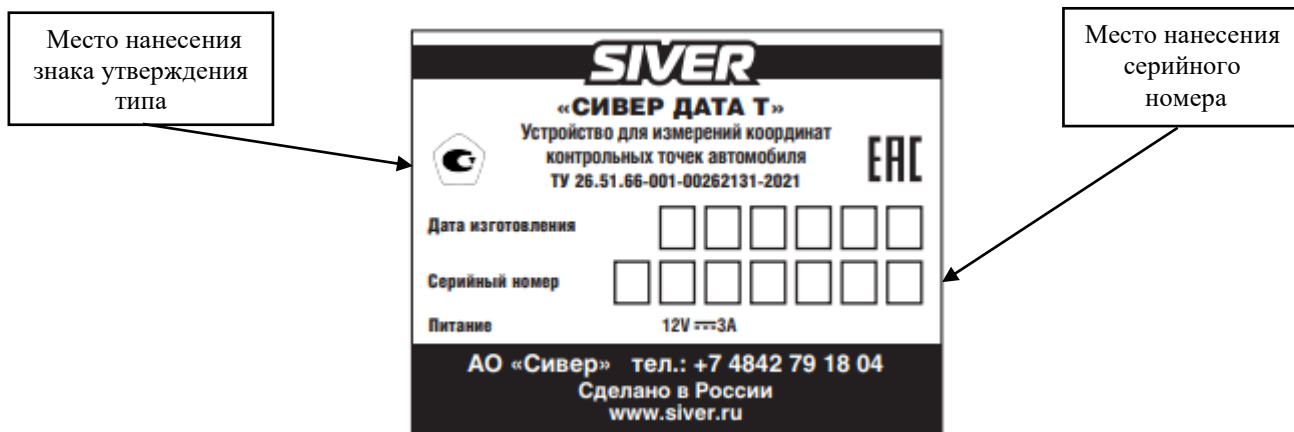 Место нанесения
знака утверждения
типа
Место нанесения
серийного
номера
SIVER
«СИВЕР ДАТА Т»
Устройство для измерений координат
контрольных точек автомобиля
ТУ 26.51.66-001-00262131-2021
EAC
Дата изготовления
Серийный номер
Питание 12V ⎓3A
АО «Сивер» тел.: +7 4842 79 18 04
Сделано в России
www.siver.ru